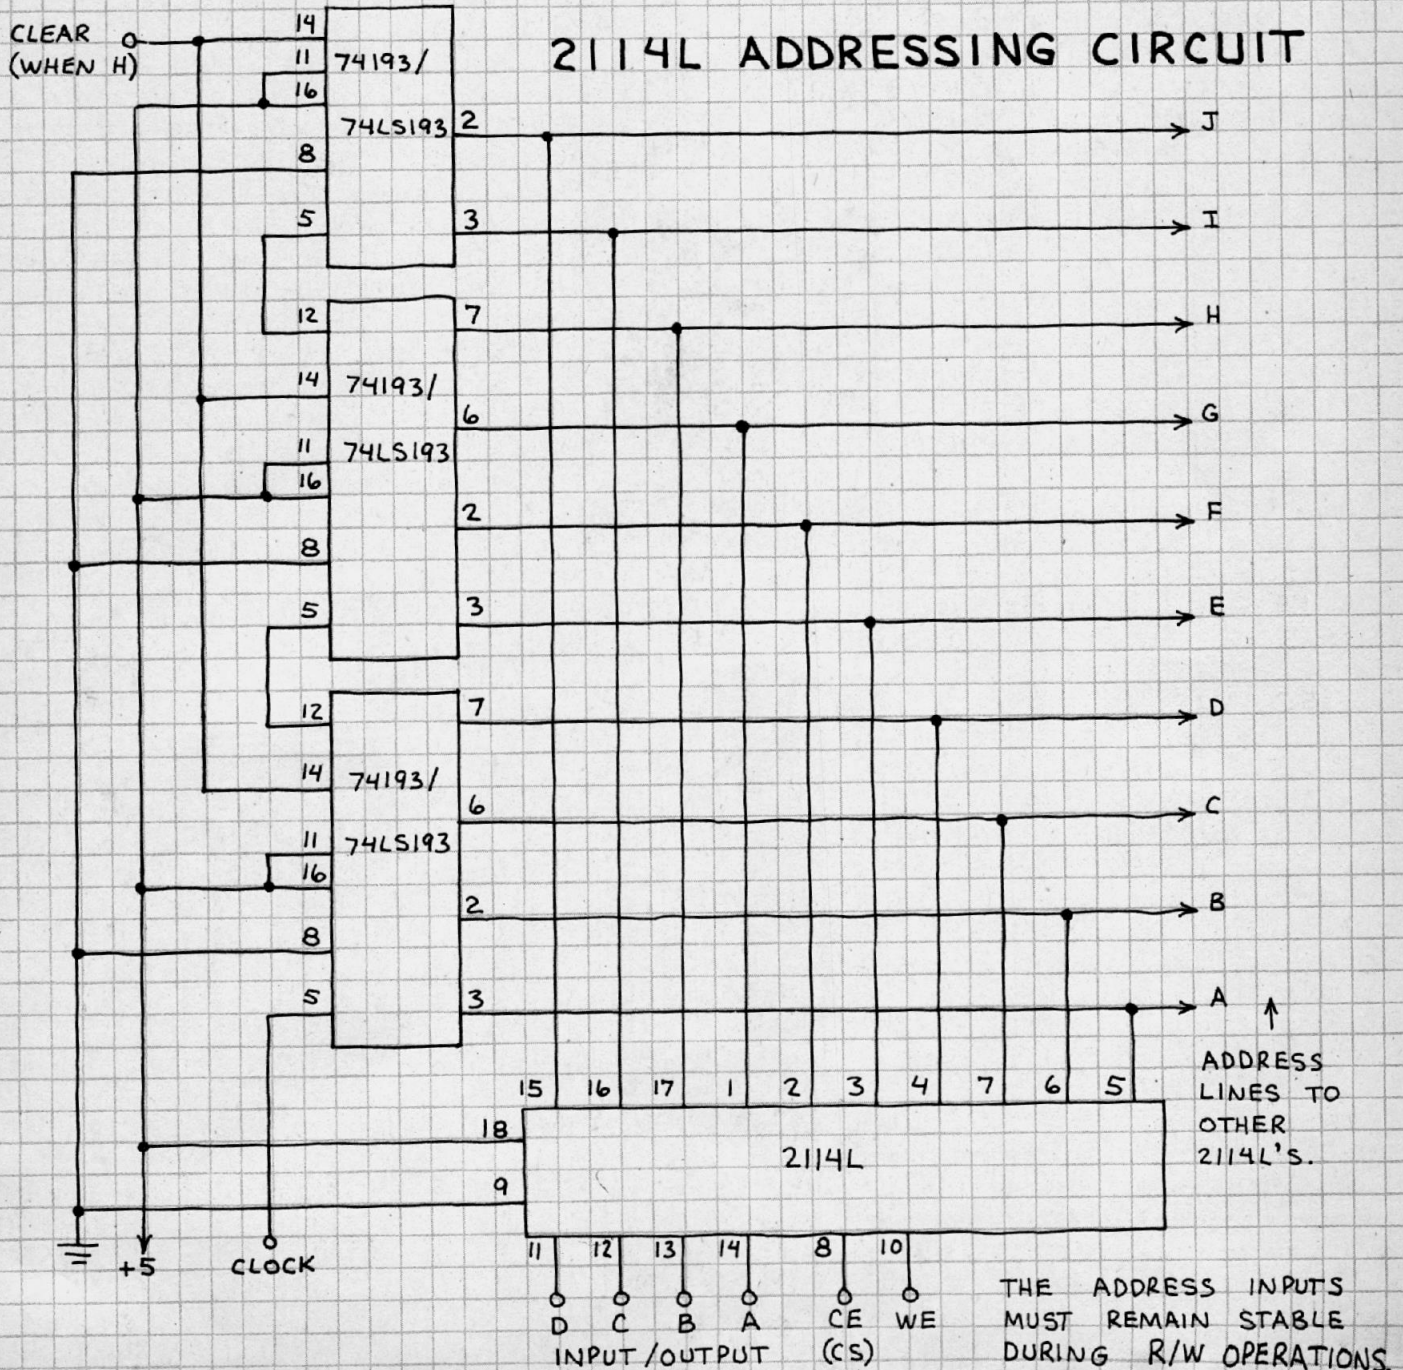 2114L ADDRESSING CIRCUIT
CLEAR
(WHEN H)
14
11
16
8
5
74193/
74LS193
2
3
J
I
12
14
11
16
8
5
74193/
74LS193
7
6
2
3
H
G
F
E
12
14
11
16
8
5
74193/
74LS193
7
6
2
3
D
C
B
A
↑
ADDRESS
LINES TO
OTHER
2114L'S.
15 16 17 1 2 3 4 7 6 5
18
9
2114L
11 12 13 14 8 10
+5
CLOCK
D C B A CE WE
INPUT/OUTPUT (CS)
THE ADDRESS INPUTS
MUST REMAIN STABLE
DURING R/W OPERATIONS